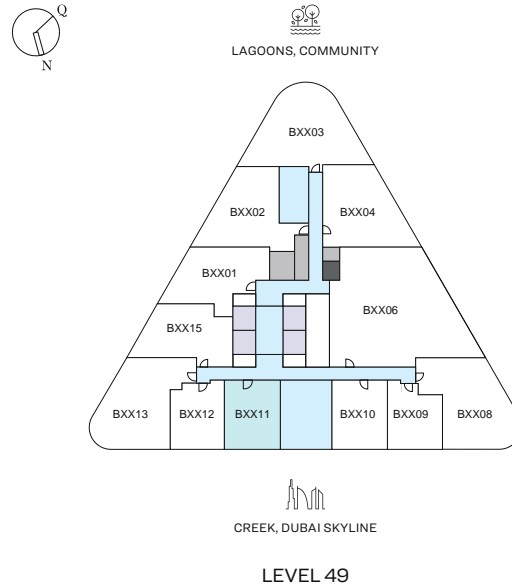 Q
N
LAGOONS, COMMUNITY
BXX03
BXX02
BXX04
BXX01
BXX06
BXX15
BXX13
BXX12
BXX11
BXX10
BXX09
BXX08
CREEK, DUBAI SKYLINE
LEVEL 49